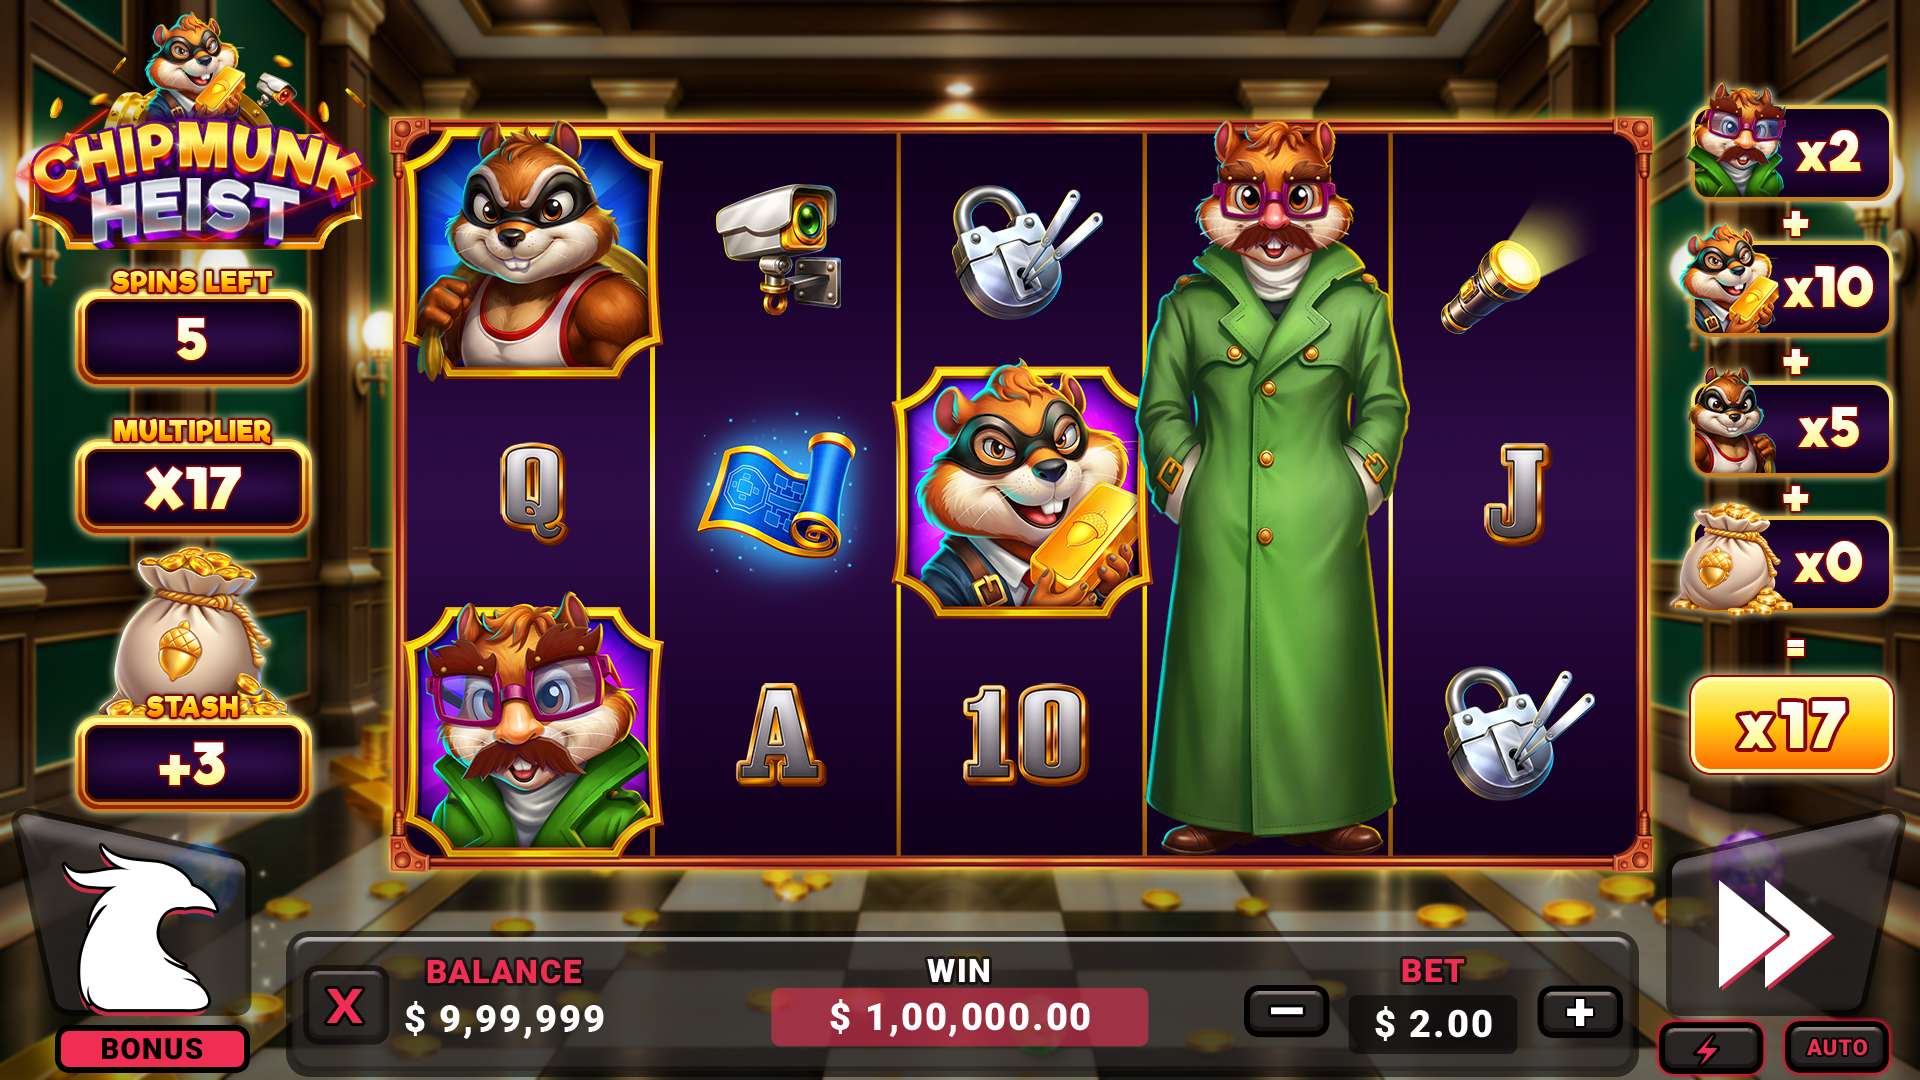 CHIPMUNK
HEIST
SPINS LEFT
5
MULTIPLIER
X17
STASH
+3
Q
A
10
J
x2
+
x10
+
x5
+
x0
=
x17
BONUS
X
BALANCE
$ 9,99,999
WIN
$ 1,00,000.00
BET
$ 2.00
AUTO